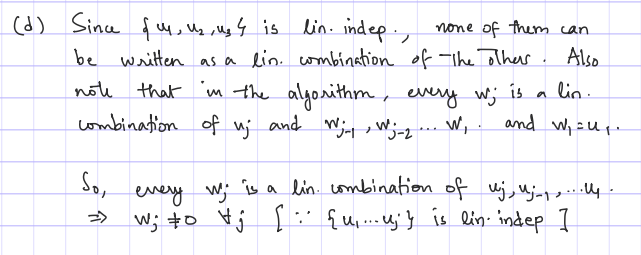 (d) Since {u₁, u₂, u₃} is lin. indep., none of them can
be written as a lin. combination of the others. Also
note that in the algorithm, every wⱼ is a lin.
combination of uⱼ and wⱼ₋₁, wⱼ₋₂ ... w₁. and w₁ = u₁.
So, every wⱼ is a lin. combination of uⱼ, uⱼ₋₁, ... u₁.
⇒ wⱼ ≠ 0 ∀j [∵ {u₁...uⱼ} is lin. indep]